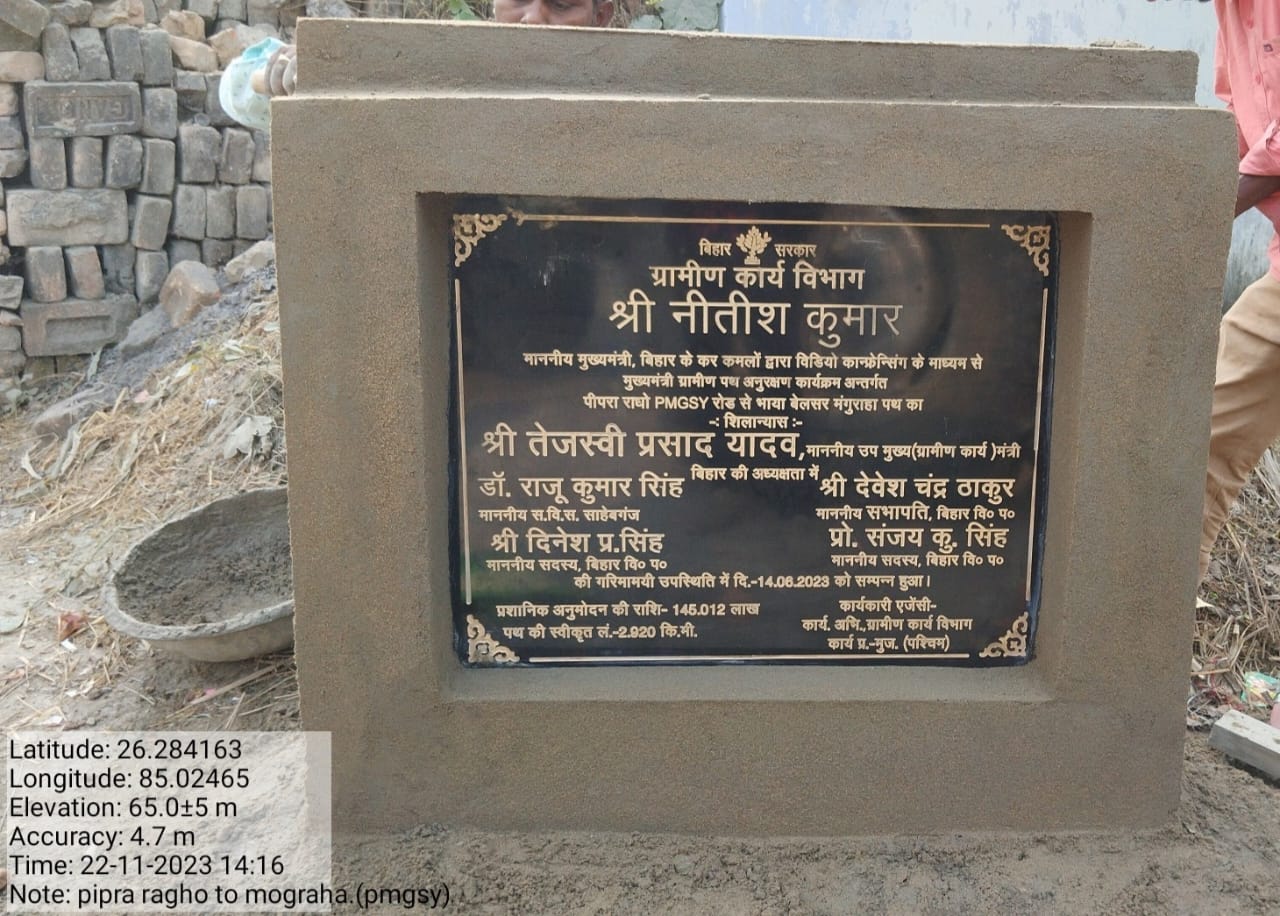 बिहार सरकार
ग्रामीण कार्य विभाग
श्री नीतीश कुमार
माननीय मुख्यमंत्री, बिहार के कर कमलों द्वारा विडियो कान्फ्रेन्सिंग के माध्यम से
मुख्यमंत्री ग्रामीण पथ अनुरक्षण कार्यक्रम अन्तर्गत
पीपरा राघो PMGSY रोड से भाया बेलसर मंगुराहा पथ का
-: शिलान्यास :-
श्री तेजस्वी प्रसाद यादव, माननीय उप मुख्य(ग्रामीण कार्य )मंत्री
बिहार की अध्यक्षता में
डॉ. राजू कुमार सिंह
माननीय स.वि.स. साहेबगंज
श्री देवेश चंद्र ठाकुर
माननीय सभापति, बिहार वि० प०
श्री दिनेश प्र.सिंह
माननीय सदस्य, बिहार वि० प०
प्रो. संजय कु. सिंह
माननीय सदस्य, बिहार वि० प०
की गरिमामयी उपस्थिति में दि.-14.06.2023 को सम्पन्न हुआ।
प्रशानिक अनुमोदन की राशि- 145.012 लाख
पथ की स्वीकृत लं.-2.920 कि.मी.
कार्यकारी एजेंसी-
कार्य. अभि.,ग्रामीण कार्य विभाग
कार्य प्र.-मुज. (पश्चिम)
Latitude: 26.284163
Longitude: 85.02465
Elevation: 65.0±5 m
Accuracy: 4.7 m
Time: 22-11-2023 14:16
Note: pipra ragho to mograha.(pmgsy)